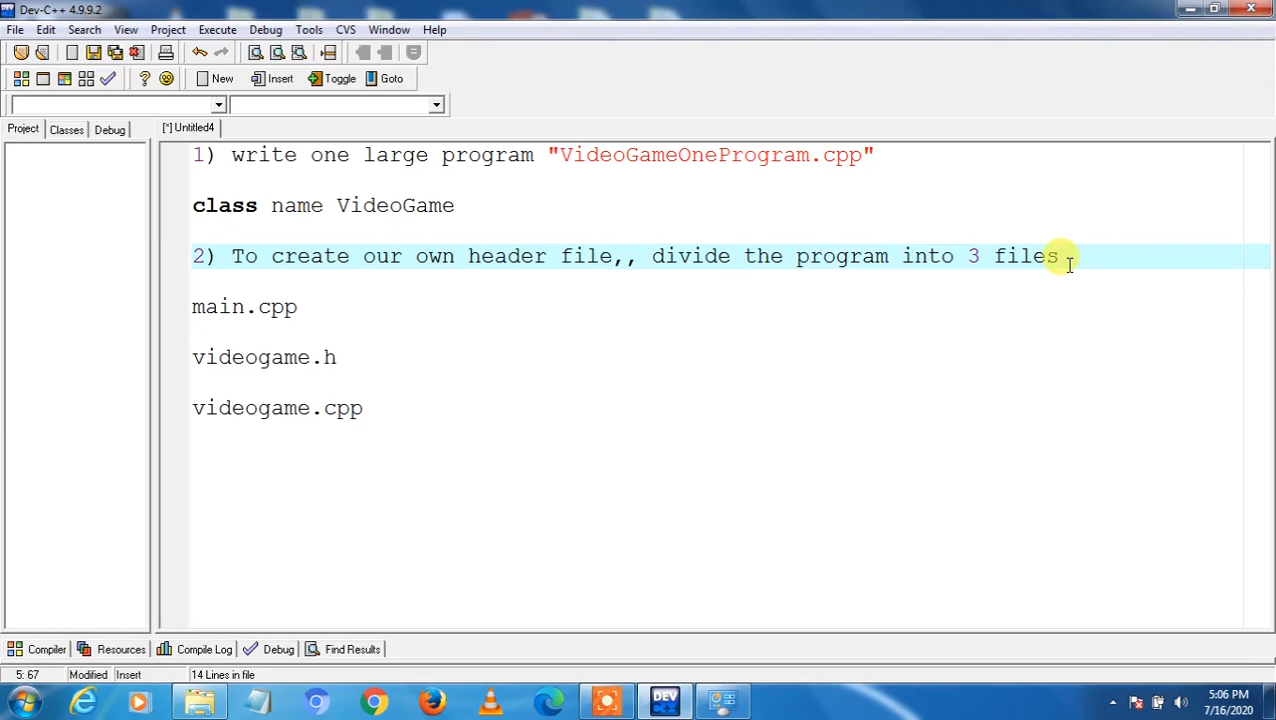 Dev-C++ 4.9.9.2
File Edit Search View Project Execute Debug Tools CVS Window Help
New Insert Toggle Goto
Project Classes Debug [*] Untitled4
1) write one large program "VideoGameOneProgram.cpp"
class name VideoGame
2) To create our own header file,, divide the program into 3 files
main.cpp
videogame.h
videogame.cpp
Compiler Resources Compile Log Debug Find Results
5: 67 Modified Insert 14 Lines in file
DEV C++ 5:06 PM
7/16/2020